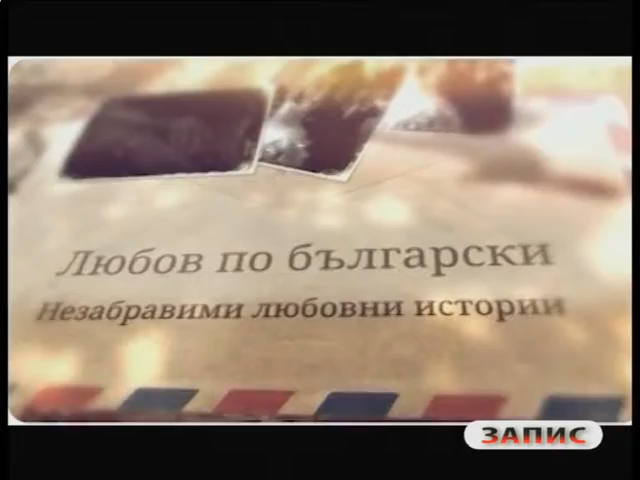 Любов по български
Незабравими любовни истории
ЗАПИС